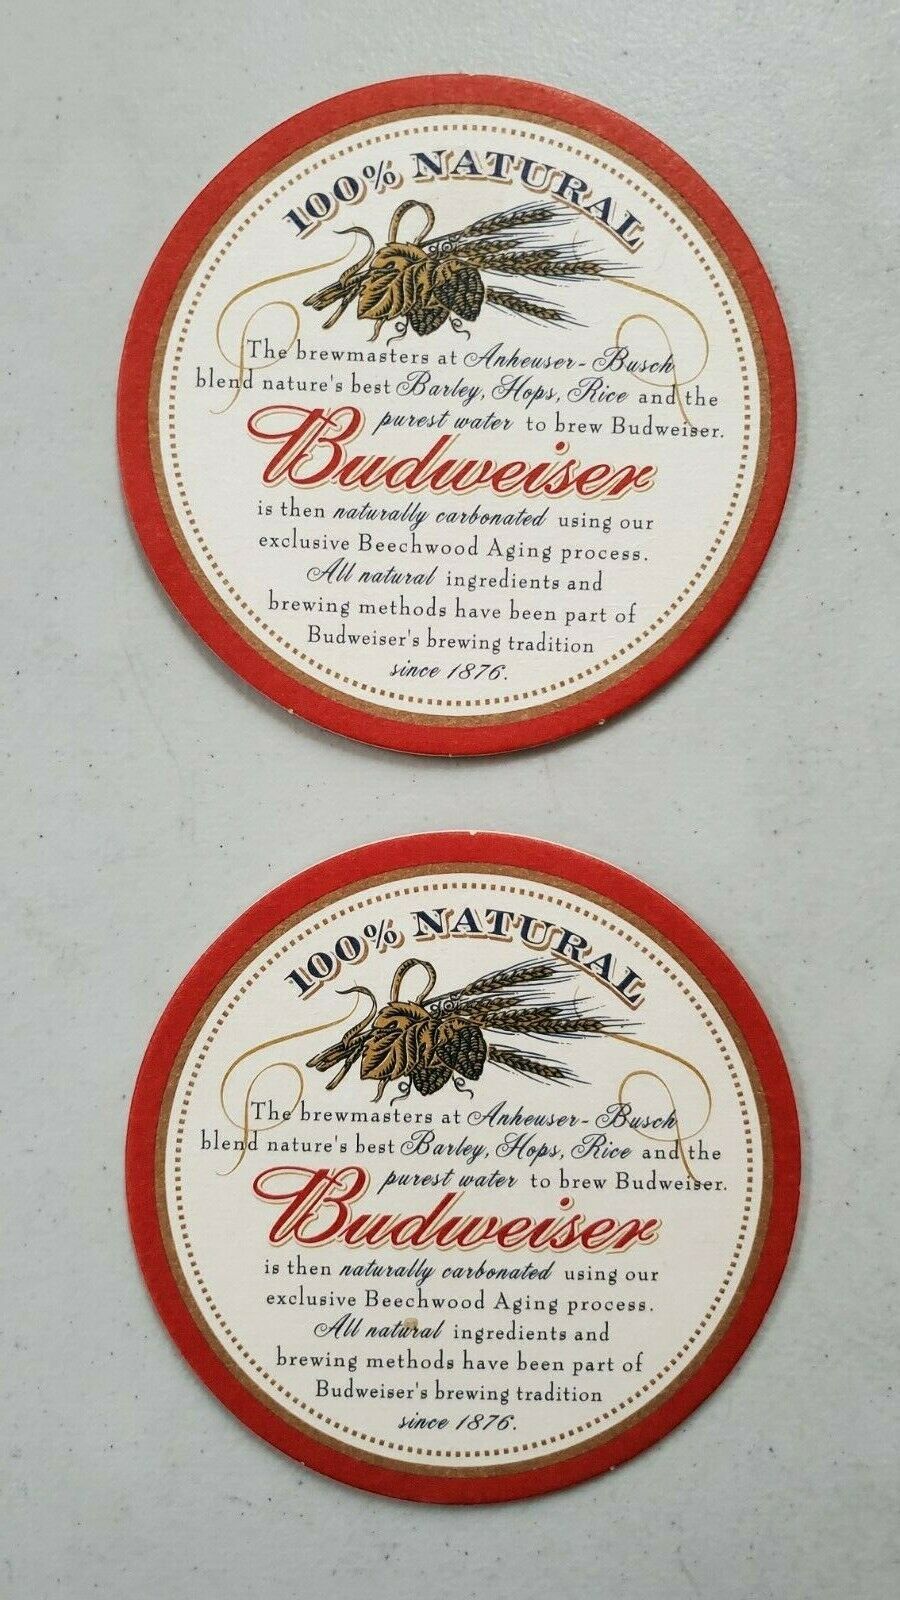 100% NATURAL
The brewmasters at Anheuser-Busch
blend nature's best Barley, Hops, Rice and the
purest water to brew Budweiser.
Budweiser
is then naturally carbonated using our
exclusive Beechwood Aging process.
All natural ingredients and
brewing methods have been part of
Budweiser's brewing tradition
since 1876.
100% NATURAL
The brewmasters at Anheuser-Busch
blend nature's best Barley, Hops, Rice and the
purest water to brew Budweiser.
Budweiser
is then naturally carbonated using our
exclusive Beechwood Aging process.
All natural ingredients and
brewing methods have been part of
Budweiser's brewing tradition
since 1876.